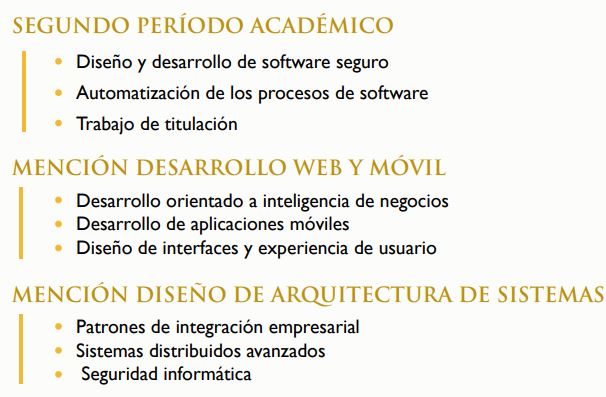 SEGUNDO PERÍODO ACADÉMICO
• Diseño y desarrollo de software seguro
• Automatización de los procesos de software
• Trabajo de titulación
MENCIÓN DESARROLLO WEB Y MÓVIL
• Desarrollo orientado a inteligencia de negocios
• Desarrollo de aplicaciones móviles
• Diseño de interfaces y experiencia de usuario
MENCIÓN DISEÑO DE ARQUITECTURA DE SISTEMAS
• Patrones de integración empresarial
• Sistemas distribuidos avanzados
• Seguridad informática